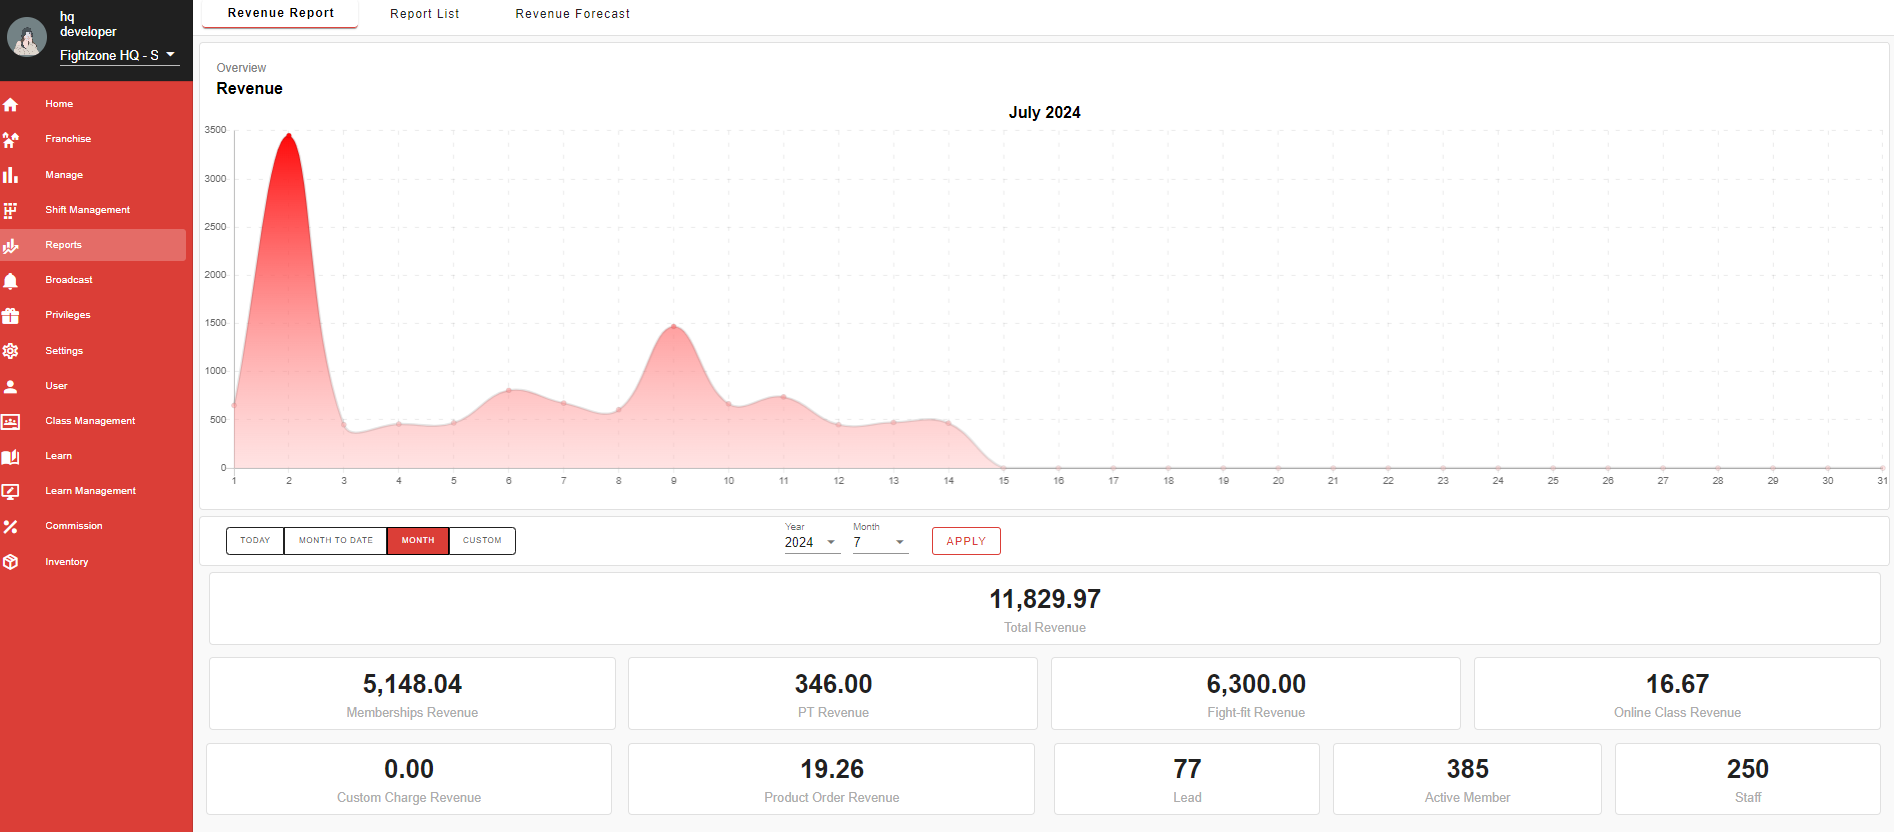 hq
developer
Fightzone HQ - S
Home
Franchise
Manage
Shift Management
Reports
Broadcast
Privileges
Settings
User
Class Management
Learn
Learn Management
Commission
Inventory
Revenue Report
Report List
Revenue Forecast
Overview
Revenue
July 2024
3500
3000
2500
2000
1500
1000
500
0
1 2 3 4 5 6 7 8 9 10 11 12 13 14 15 16 17 18 19 20 21 22 23 24 25 26 27 28 29 30 31
TODAY
MONTH TO DATE
MONTH
CUSTOM
Year
2024
Month
7
APPLY
11,829.97
Total Revenue
5,148.04
Memberships Revenue
346.00
PT Revenue
6,300.00
Fight-fit Revenue
16.67
Online Class Revenue
0.00
Custom Charge Revenue
19.26
Product Order Revenue
77
Lead
385
Active Member
250
Staff